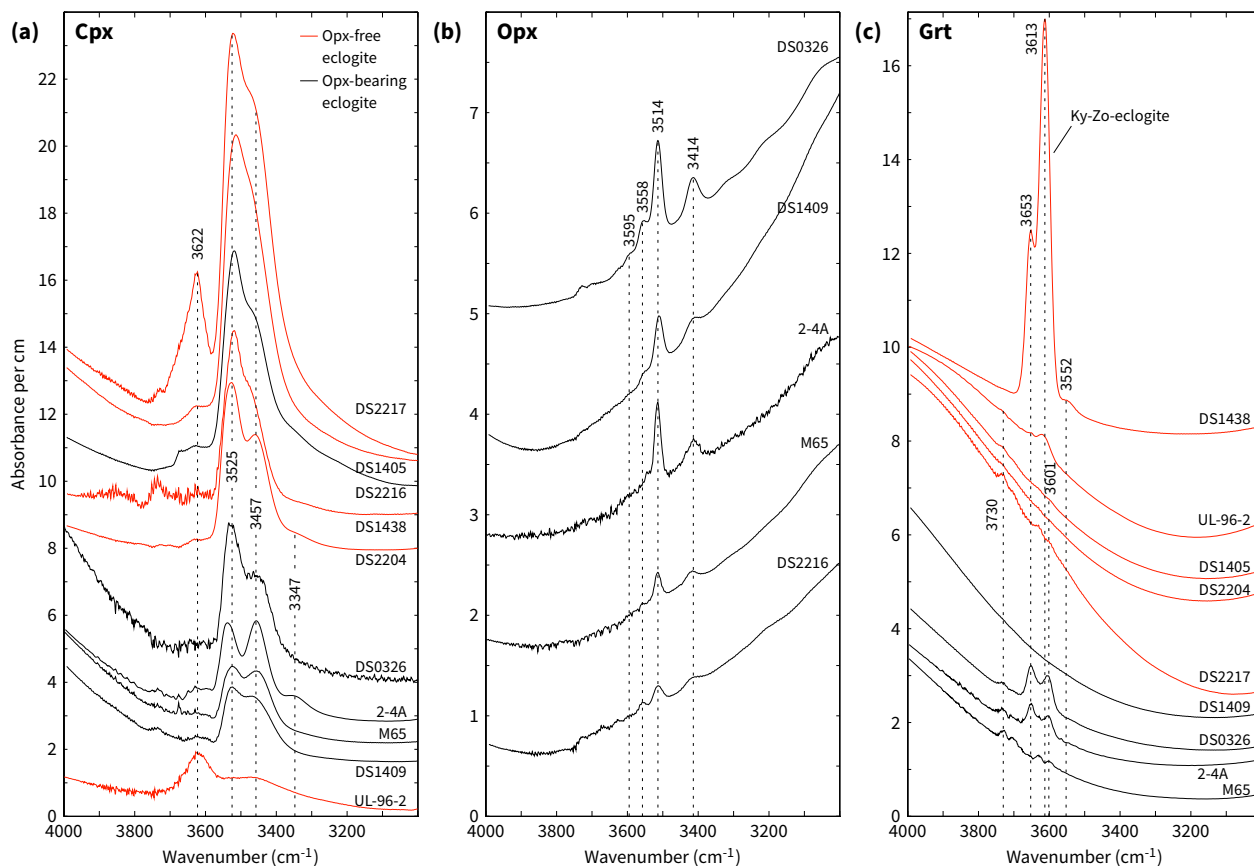 (a)
Cpx
Opx-free
eclogite
Opx-bearing
eclogite
22
20
18
16
14
12
10
8
6
4
2
0
Absorbance per cm
3622
3525
3457
3347
DS2217
DS1405
DS2216
DS1438
DS2204
DS0326
2-4A
M65
DS1409
UL-96-2
4000
3800
3600
3400
3200
Wavenumber (cm-1)
(b)
Opx
7
6
5
4
3
2
1
0
3595
3558
3514
3414
DS0326
DS1409
2-4A
M65
DS2216
4000
3800
3600
3400
3200
Wavenumber (cm-1)
(c)
Grt
16
14
12
10
8
6
4
2
0
3613
Ky-Zo-eclogite
3653
3552
3601
3730
DS1438
UL-96-2
DS1405
DS2204
DS2217
DS1409
DS0326
2-4A
M65
4000
3800
3600
3400
3200
Wavenumber (cm-1)